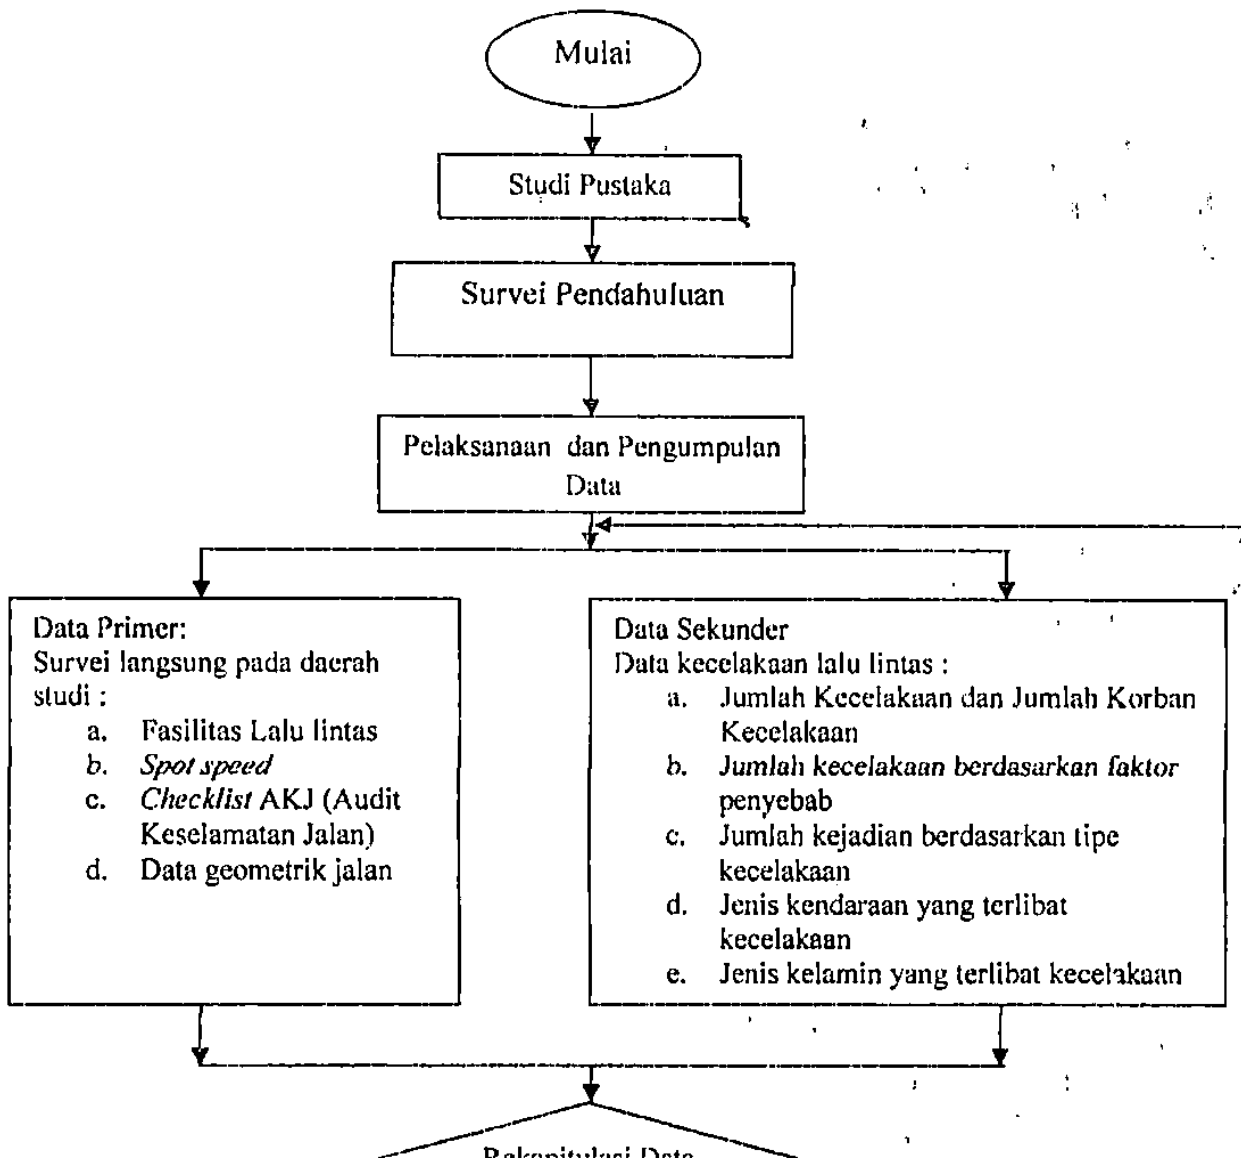 Mulai
Studi Pustaka
Survei Pendahuluan
Pelaksanaan dan Pengumpulan
Data
Data Primer:
Survei langsung pada daerah
studi :
a. Fasilitas Lalu lintas
b. Spot speed
c. Checklist AKJ (Audit
Keselamatan Jalan)
d. Data geometrik jalan
Data Sekunder
Data kecelakaan lalu lintas :
a. Jumlah Kecelakaan dan Jumlah Korban
Kecelakaan
b. Jumlah kecelakaan berdasarkan faktor
penyebab
c. Jumlah kejadian berdasarkan tipe
kecelakaan
d. Jenis kendaraan yang terlibat
kecelakaan
e. Jenis kelamin yang terlibat kecelakaan
Rekapitulasi Data